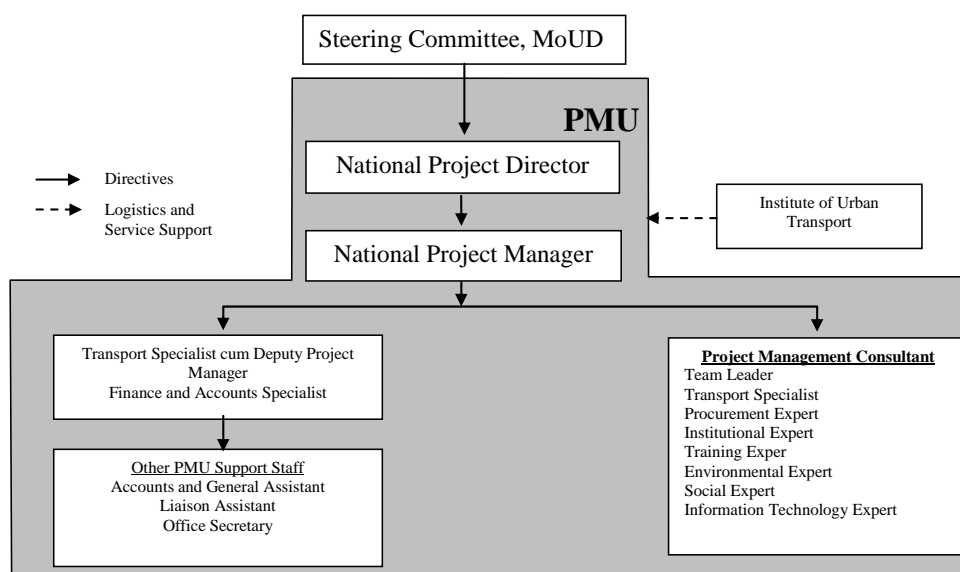 Steering Committee, MoUD
PMU
National Project Director
Directives
Logistics and
Service Support
Institute of Urban
Transport
National Project Manager
Transport Specialist cum Deputy Project
Manager
Finance and Accounts Specialist
Project Management Consultant
Team Leader
Transport Specialist
Procurement Expert
Institutional Expert
Training Exper
Environmental Expert
Social Expert
Information Technology Expert
Other PMU Support Staff
Accounts and General Assistant
Liaison Assistant
Office Secretary